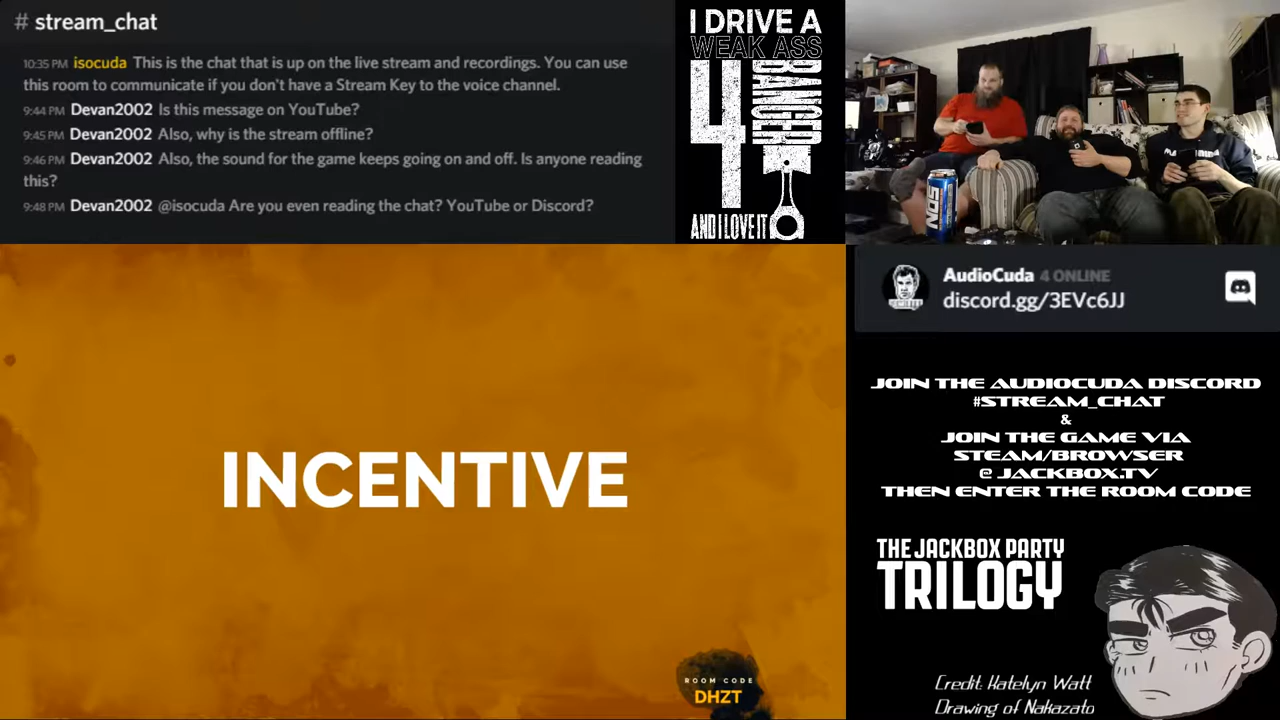 # stream_chat
10:35 PM isocuda This is the chat that is up on the live stream and recordings. You can use
this room to communicate if you don't have a Stream Key to the voice channel.
9:44 PM Devan2002 Is this message on YouTube?
9:45 PM Devan2002 Also, why is the stream offline?
9:46 PM Devan2002 Also, the sound for the game keeps going on and off. Is anyone reading
this?
9:48 PM Devan2002 @isocuda Are you even reading the chat? YouTube or Discord?
I DRIVE A
WEAK ASS
4 BANGER
AND I LOVE IT
AudioCuda 4 ONLINE
discord.gg/3EVc6JJ
JOIN THE AUDIOCUDA DISCORD
#STREAM_CHAT
&
JOIN THE GAME VIA
STEAM/BROWSER
@ JACKBOX.TV
THEN ENTER THE ROOM CODE
INCENTIVE
THE JACKBOX PARTY
TRILOGY
ROOM CODE
DHZT
Credit: Katelyn Watt
Drawing of Nakazato